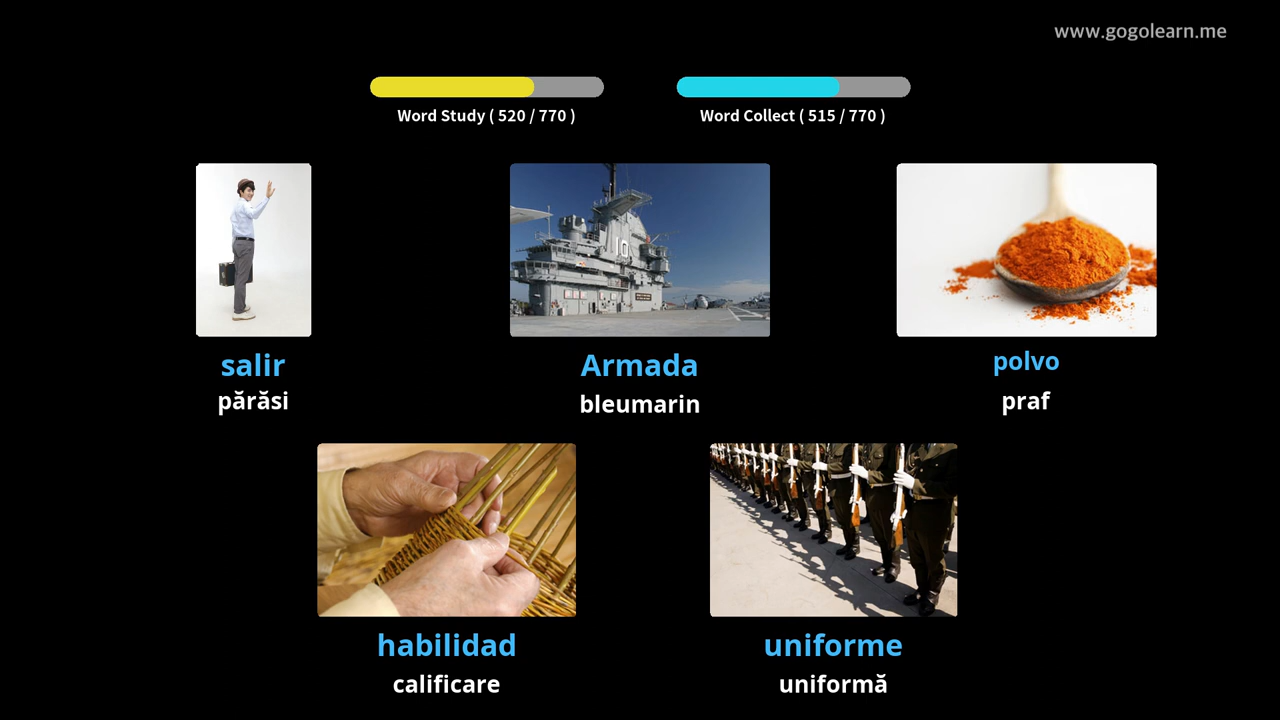 www.gogolearn.me
Word Study ( 520 / 770 )
Word Collect ( 515 / 770 )
salir
părăsi
Armada
bleumarin
polvo
praf
habilidad
calificare
uniforme
uniformă
10